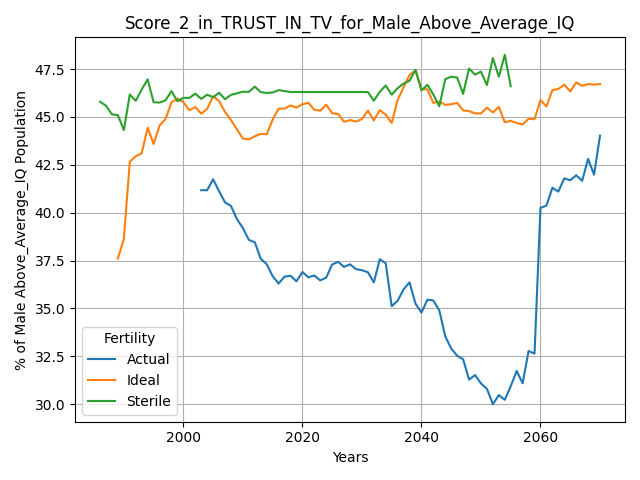 Score_2_in_TRUST_IN_TV_for_Male_Above_Average_IQ
% of Male Above_Average_IQ Population
47.5
45.0
42.5
40.0
37.5
35.0
32.5
30.0
Fertility
Actual
Ideal
Sterile
2000
2020
2040
2060
Years